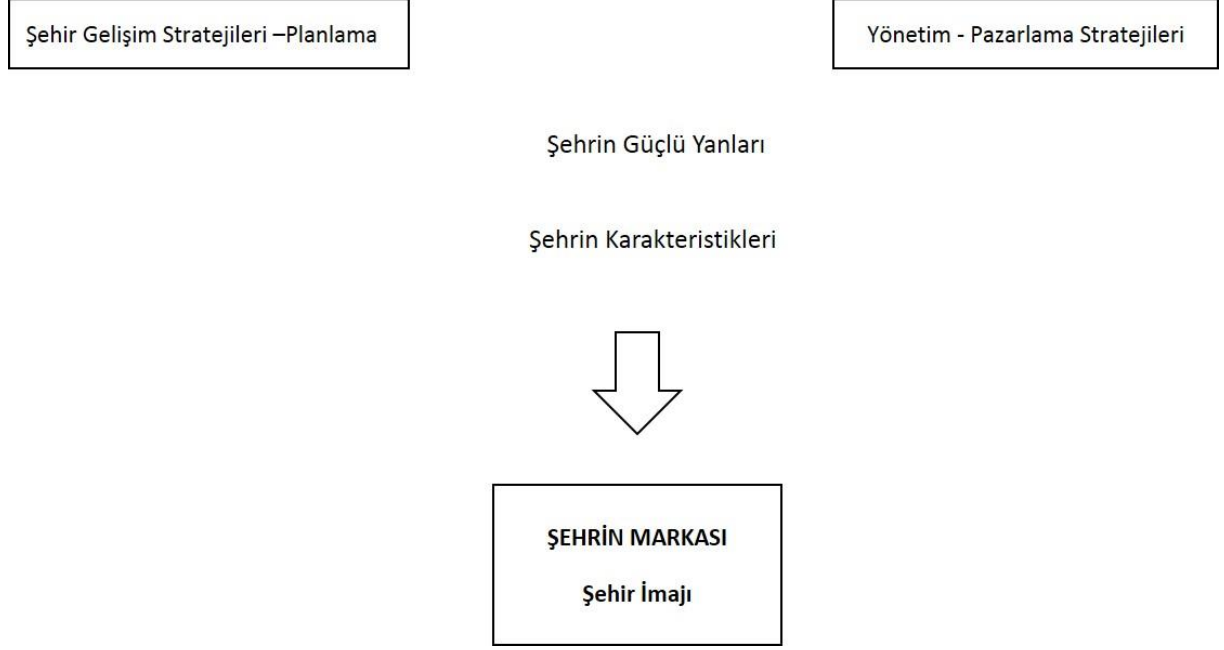 Şehir Gelişim Stratejileri –Planlama
Yönetim - Pazarlama Stratejileri
Şehrin Güçlü Yanları
Şehrin Karakteristikleri
ŞEHRİN MARKASI
Şehir İmajı